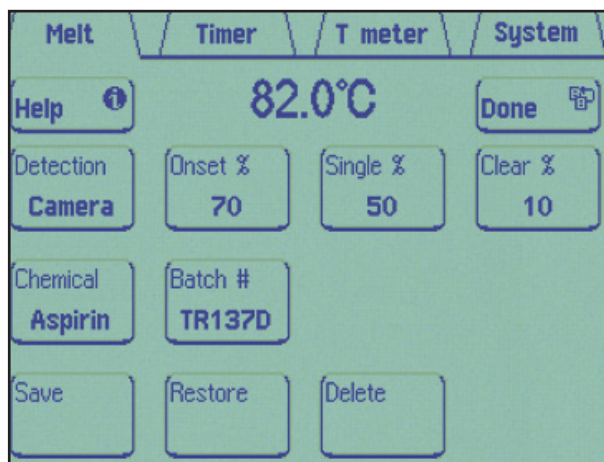 Melt Timer T meter System
Help 82.0°C Done
Detection Onset % Single % Clear %
Camera 70 50 10
Chemical Batch #
Aspirin TR137D
Save Restore Delete